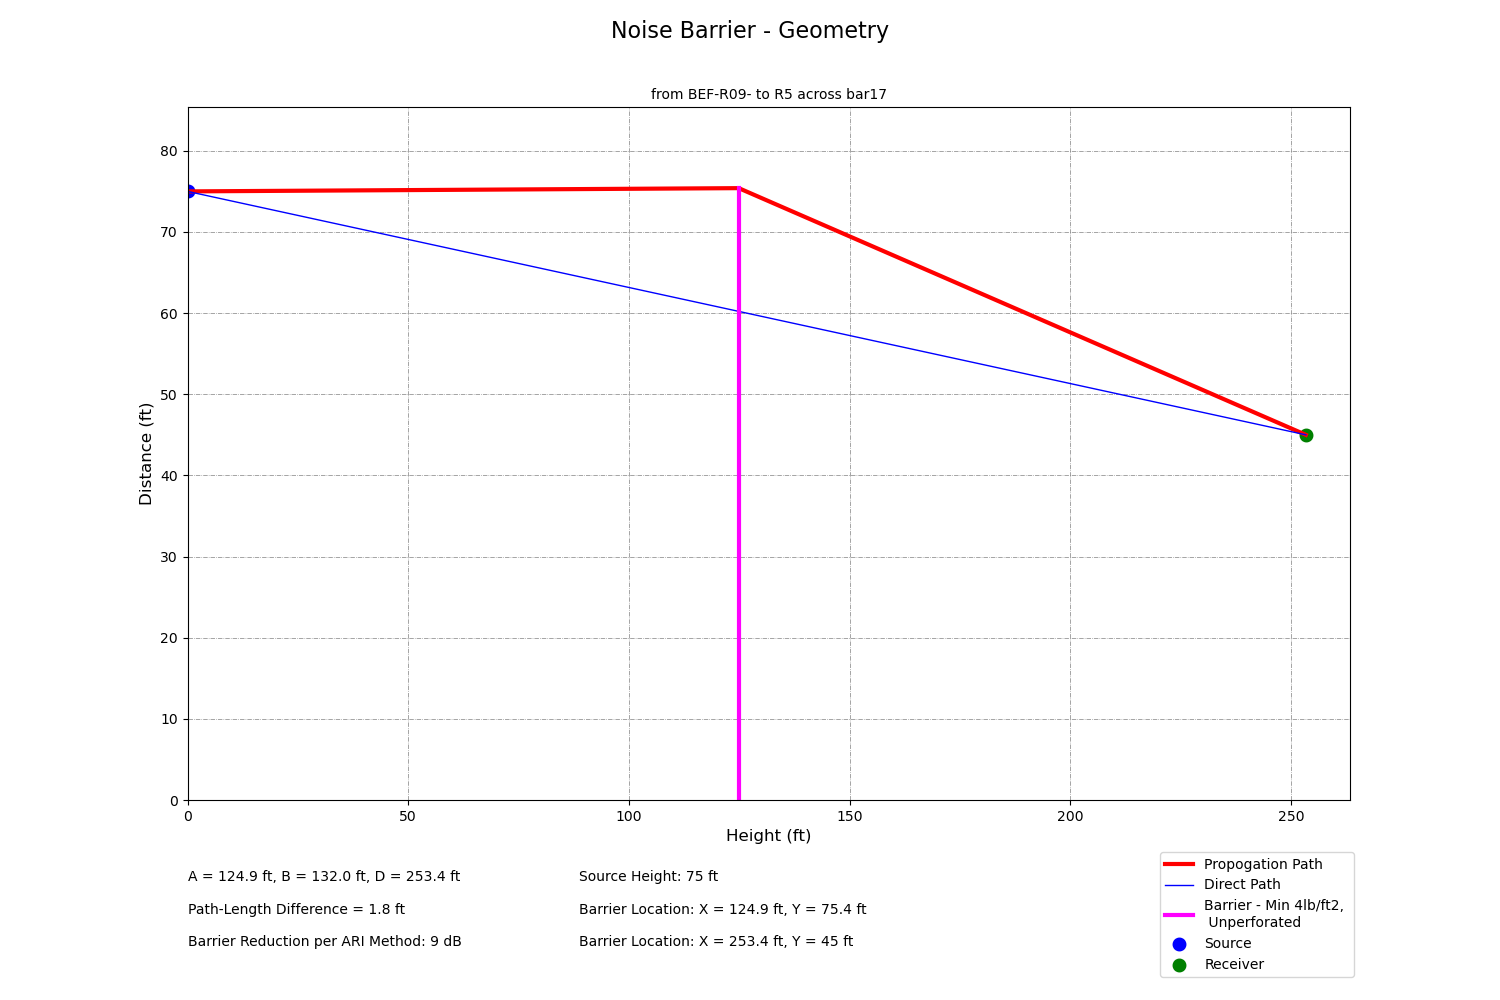 Noise Barrier - Geometry
from BEF-R09- to R5 across bar17
80
70
60
50
40
30
20
10
0
Distance (ft)
0 50 100 150 200 250
Height (ft)
A = 124.9 ft, B = 132.0 ft, D = 253.4 ft
Path-Length Difference = 1.8 ft
Barrier Reduction per ARI Method: 9 dB
Source Height: 75 ft
Barrier Location: X = 124.9 ft, Y = 75.4 ft
Barrier Location: X = 253.4 ft, Y = 45 ft
Propogation Path
Direct Path
Barrier - Min 4lb/ft2,
Unperforated
Source
Receiver